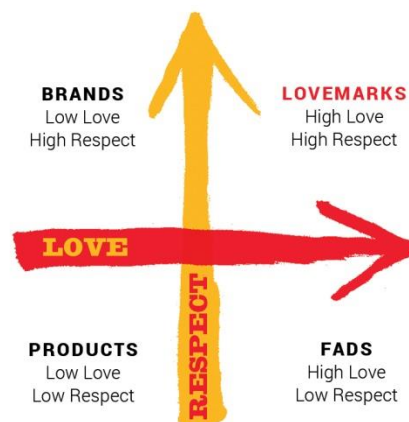 BRANDS
Low Love
High Respect
LOVEMARKS
High Love
High Respect
LOVE
RESPECT
PRODUCTS
Low Love
Low Respect
FADS
High Love
Low Respect